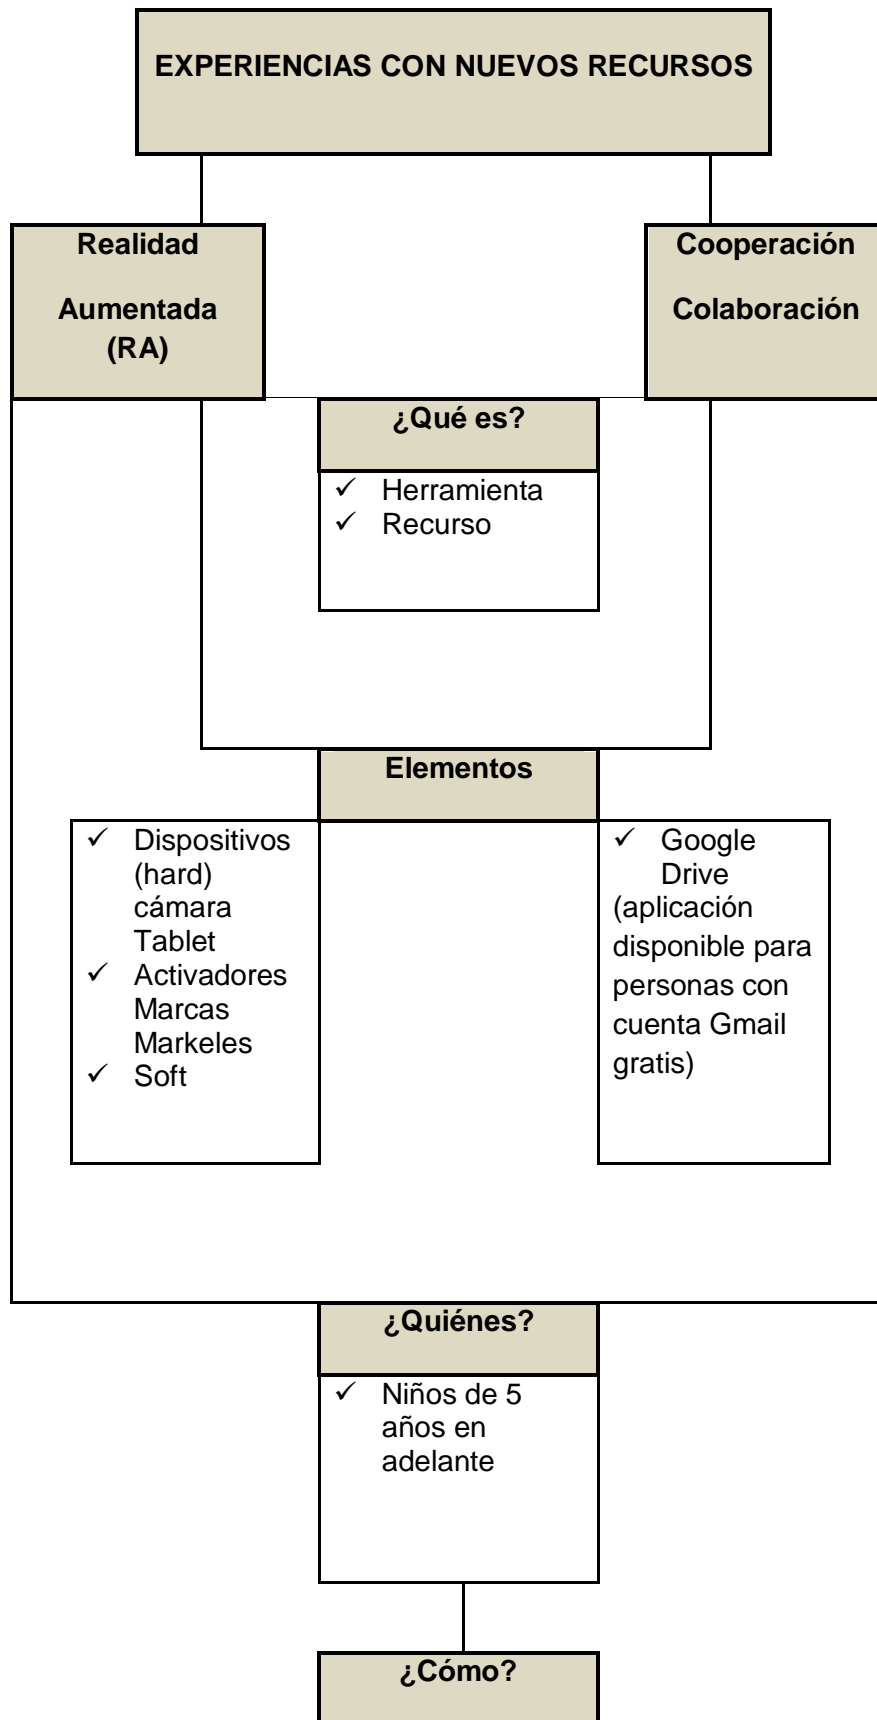 EXPERIENCIAS CON NUEVOS RECURSOS
Realidad
Aumentada
(RA)
Cooperación
Colaboración
¿Qué es?
✓ Herramienta
✓ Recurso
Elementos
✓ Dispositivos
(hard)
cámara
Tablet
✓ Activadores
Marcas
Markeles
✓ Soft
✓ Google
Drive
(aplicación
disponible para
personas con
cuenta Gmail
gratis)
¿Quiénes?
✓ Niños de 5
años en
adelante
¿Cómo?